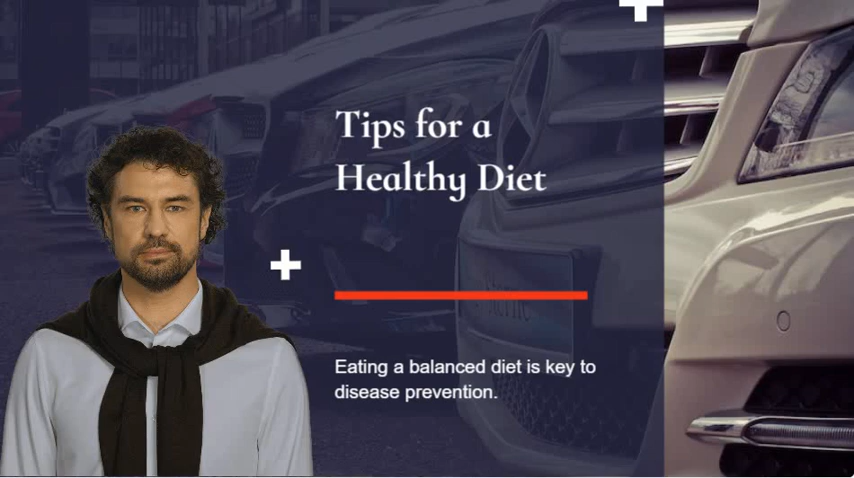 Tips for a
Healthy Diet
Eating a balanced diet is key to
disease prevention.